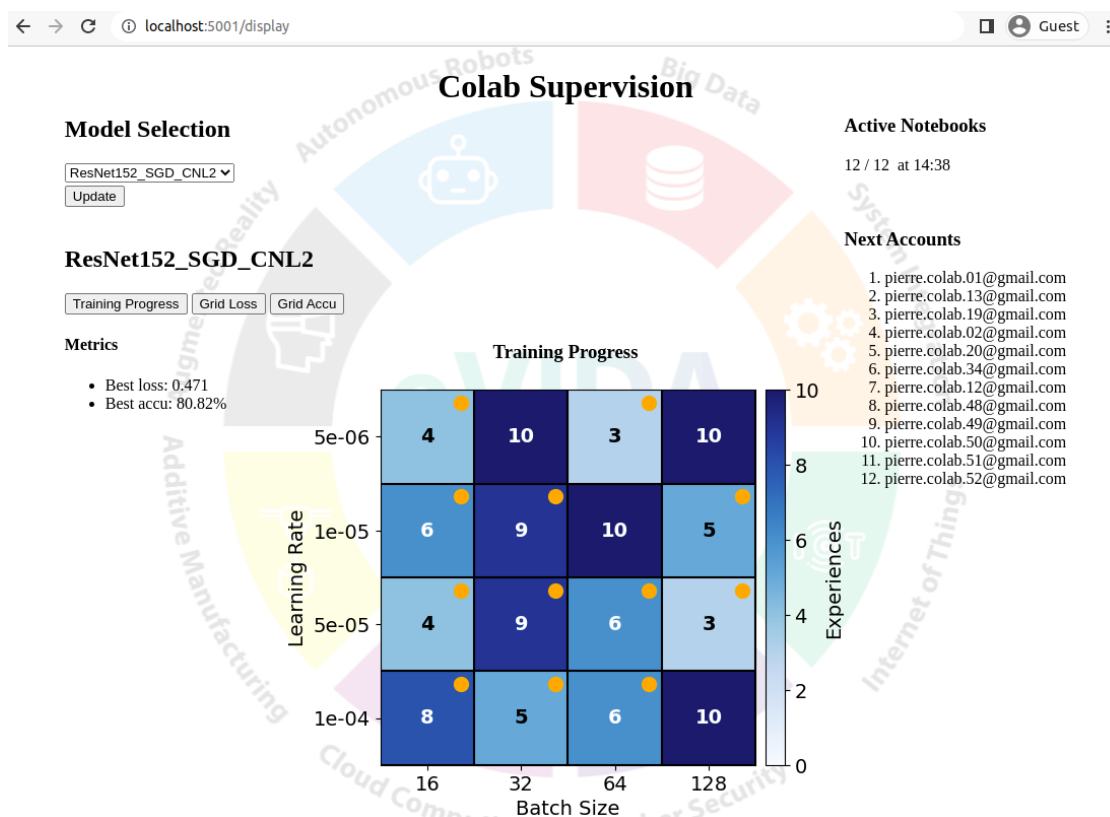 localhost:5001/display
Guest
Colab Supervision
Model Selection
ResNet152_SGD_CNL2
Update
ResNet152_SGD_CNL2
Training Progress Grid Loss Grid Accu
Metrics
• Best loss: 0.471
• Best accu: 80.82%
Training Progress
Learning Rate
5e-06 4 10 3 10
1e-05 6 9 10 5
5e-05 4 9 6 3
1e-04 8 5 6 10
16 32 64 128
Batch Size
10
8
6
4
2
0
Experiences
Active Notebooks
12 / 12 at 14:38
Next Accounts
1. pierre.colab.01@gmail.com
2. pierre.colab.13@gmail.com
3. pierre.colab.19@gmail.com
4. pierre.colab.02@gmail.com
5. pierre.colab.20@gmail.com
6. pierre.colab.34@gmail.com
7. pierre.colab.12@gmail.com
8. pierre.colab.48@gmail.com
9. pierre.colab.49@gmail.com
10. pierre.colab.50@gmail.com
11. pierre.colab.51@gmail.com
12. pierre.colab.52@gmail.com
Autonomous Robots
Big Data
Internet of Things
Cloud
Security
Additive Manufacturing
Reality
System